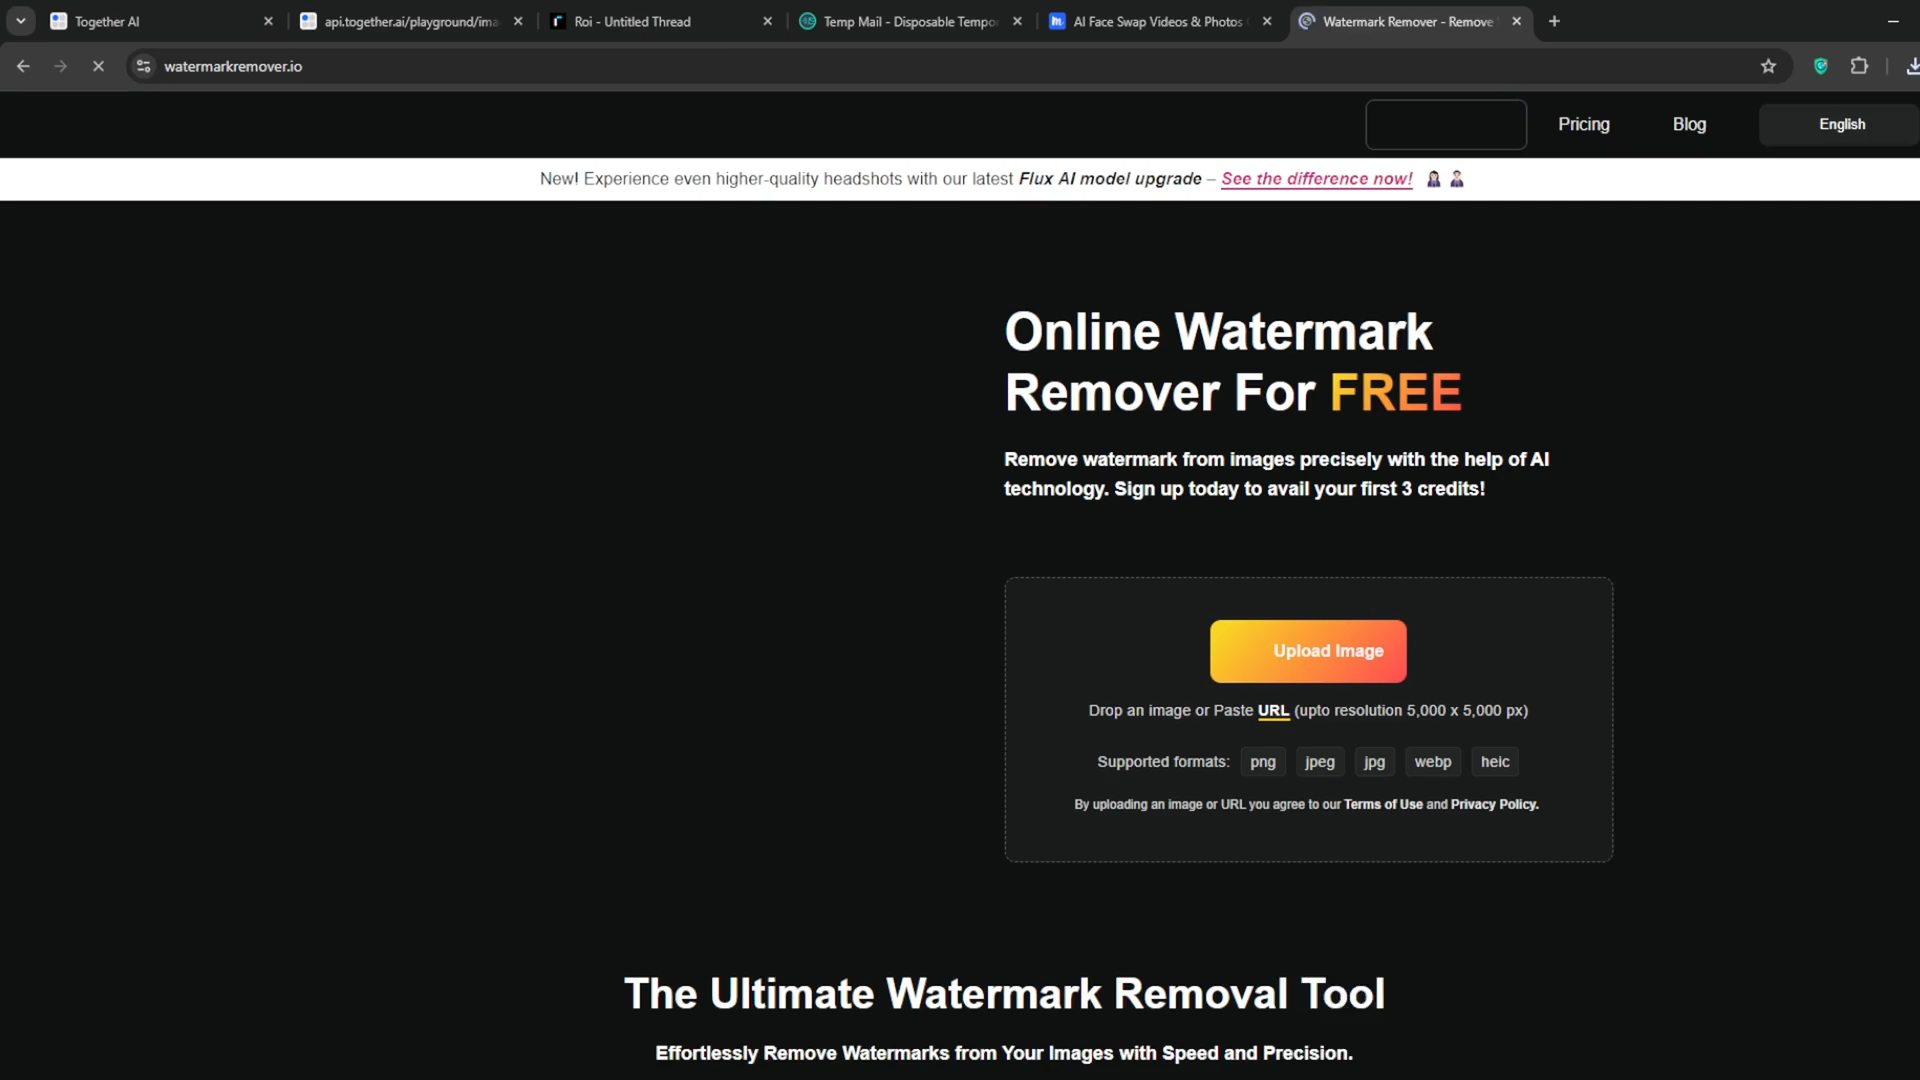 Together AI
api.together.ai/playground/ima
Roi - Untitled Thread
Temp Mail - Disposable Tempo
AI Face Swap Videos & Photos
Watermark Remover - Remove
watermarkremover.io
Pricing
Blog
English
New! Experience even higher-quality headshots with our latest Flux AI model upgrade – See the difference now!
Online Watermark
Remover For FREE
Remove watermark from images precisely with the help of AI
technology. Sign up today to avail your first 3 credits!
Upload Image
Drop an image or Paste URL (upto resolution 5,000 x 5,000 px)
Supported formats: png jpeg jpg webp heic
By uploading an image or URL you agree to our Terms of Use and Privacy Policy.
The Ultimate Watermark Removal Tool
Effortlessly Remove Watermarks from Your Images with Speed and Precision.